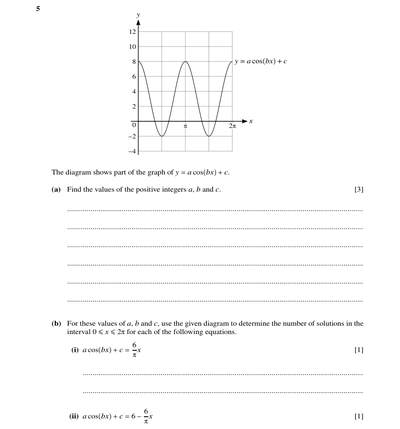 5
y
12
10
8
y = a cos(bx) + c
6
4
2
0
π
2π
x
−2
−4
The diagram shows part of the graph of y = a cos(bx) + c.
(a) Find the values of the positive integers a, b and c. [3]
(b) For these values of a, b and c, use the given diagram to determine the number of solutions in the
interval 0 ⩽ x ⩽ 2π for each of the following equations.
(i) a cos(bx) + c = 6/π x [1]
(ii) a cos(bx) + c = 6 − 6/π x [1]